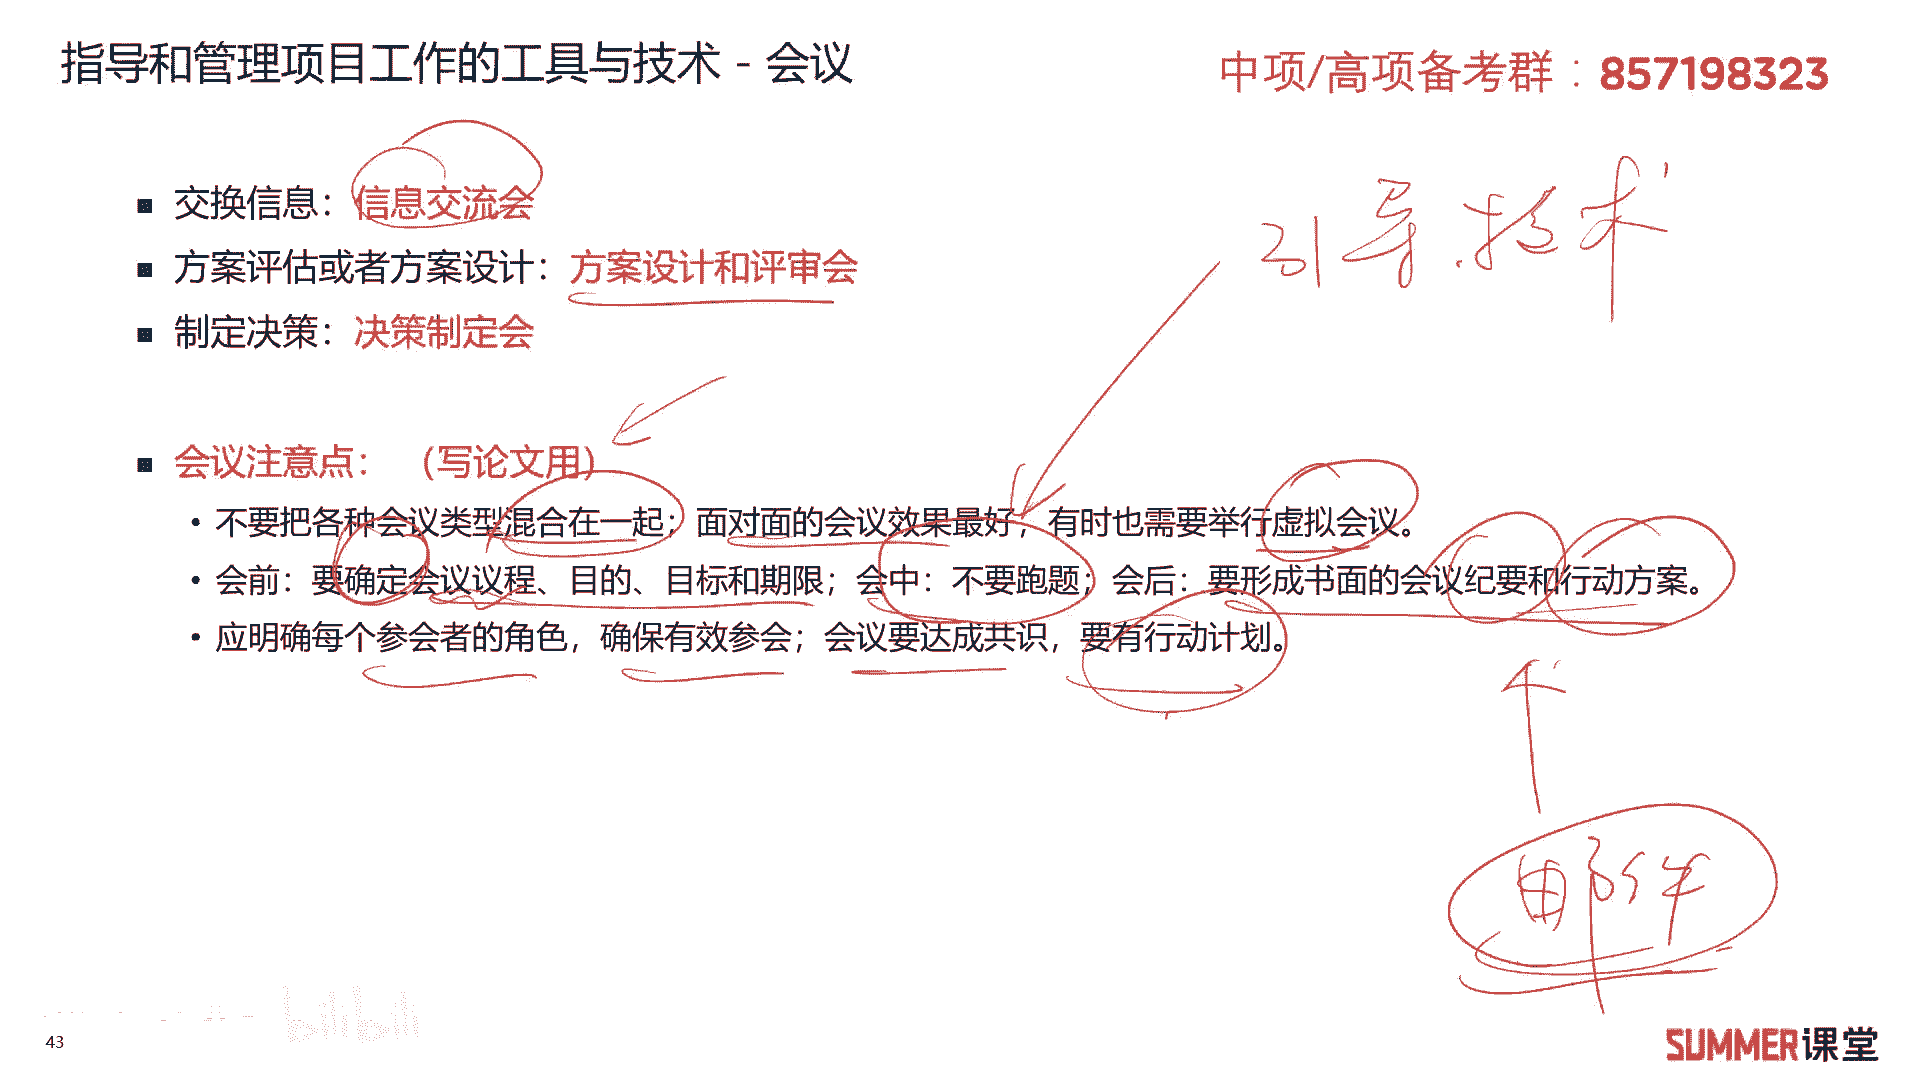 指导和管理项目工作的工具与技术 - 会议
中项/高项备考群：857198323
■ 交换信息：信息交流会
■ 方案评估或者方案设计：方案设计和评审会
■ 制定决策：决策制定会
引导技术
■ 会议注意点：（写论文用）
• 不要把各种会议类型混合在一起；面对面的会议效果最好，有时也需要举行虚拟会议。
• 会前：要确定会议议程、目的、目标和期限；会中：不要跑题；会后：要形成书面的会议纪要和行动方案。
• 应明确每个参会者的角色，确保有效参会；会议要达成共识，要有行动计划。
邮件
bilibili
43
SUMMER课堂